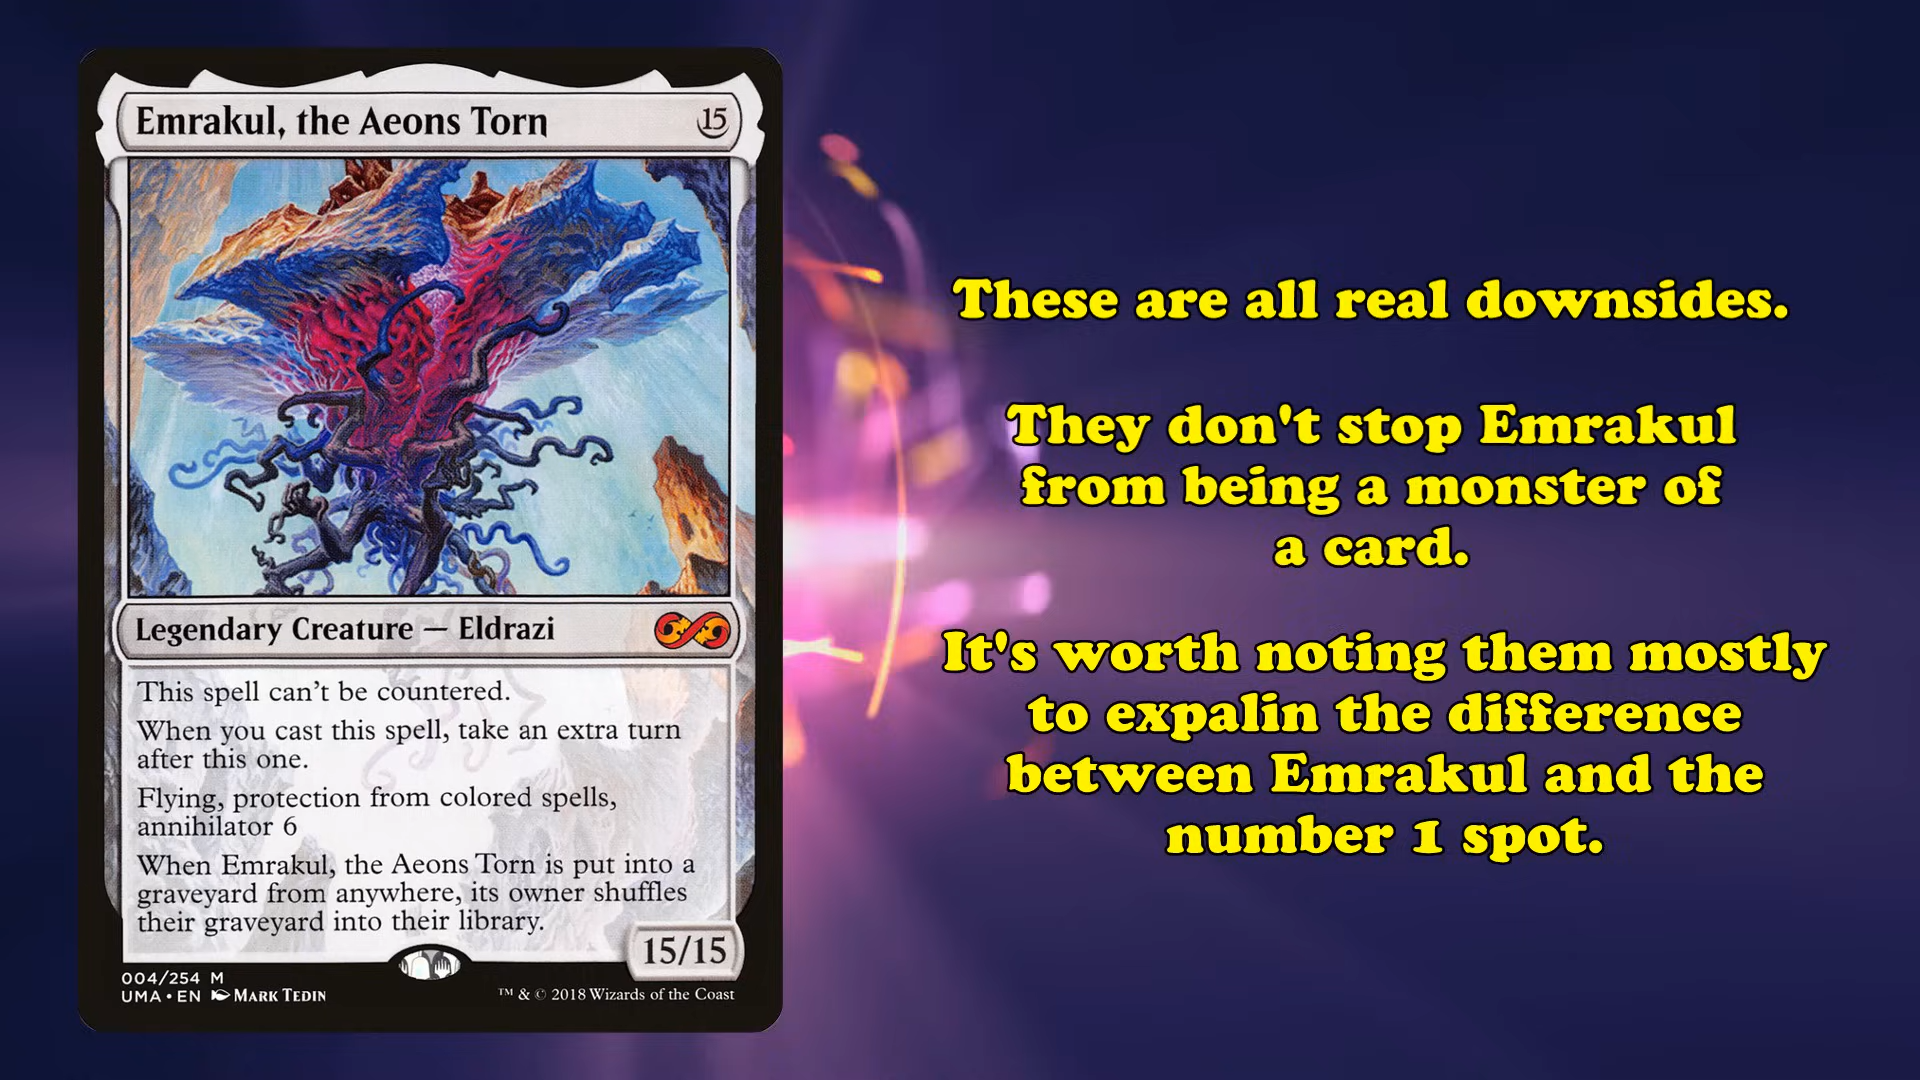 Emrakul, the Aeons Torn 15
Legendary Creature — Eldrazi
This spell can't be countered.
When you cast this spell, take an extra turn
after this one.
Flying, protection from colored spells,
annihilator 6
When Emrakul, the Aeons Torn is put into a
graveyard from anywhere, its owner shuffles
their graveyard into their library.
15/15
004/254 M
UMA • EN Mark Tedin
™ & © 2018 Wizards of the Coast
These are all real downsides.
They don't stop Emrakul
from being a monster of
a card.
It's worth noting them mostly
to expalin the difference
between Emrakul and the
number 1 spot.